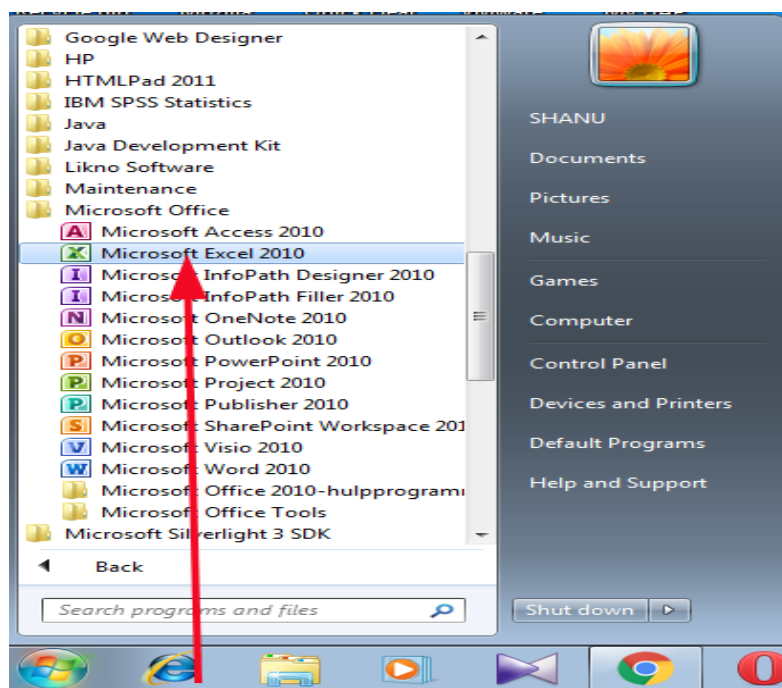 Google Web Designer
HP
HTMLPad 2011
IBM SPSS Statistics
Java
Java Development Kit
Likno Software
Maintenance
Microsoft Office
Microsoft Access 2010
Microsoft Excel 2010
Microsoft InfoPath Designer 2010
Microsoft InfoPath Filler 2010
Microsoft OneNote 2010
Microsoft Outlook 2010
Microsoft PowerPoint 2010
Microsoft Project 2010
Microsoft Publisher 2010
Microsoft SharePoint Workspace 201
Microsoft Visio 2010
Microsoft Word 2010
Microsoft Office 2010-hulpprogramm
Microsoft Office Tools
Microsoft Silverlight 3 SDK
Back
Search programs and files
SHANU
Documents
Pictures
Music
Games
Computer
Control Panel
Devices and Printers
Default Programs
Help and Support
Shut down